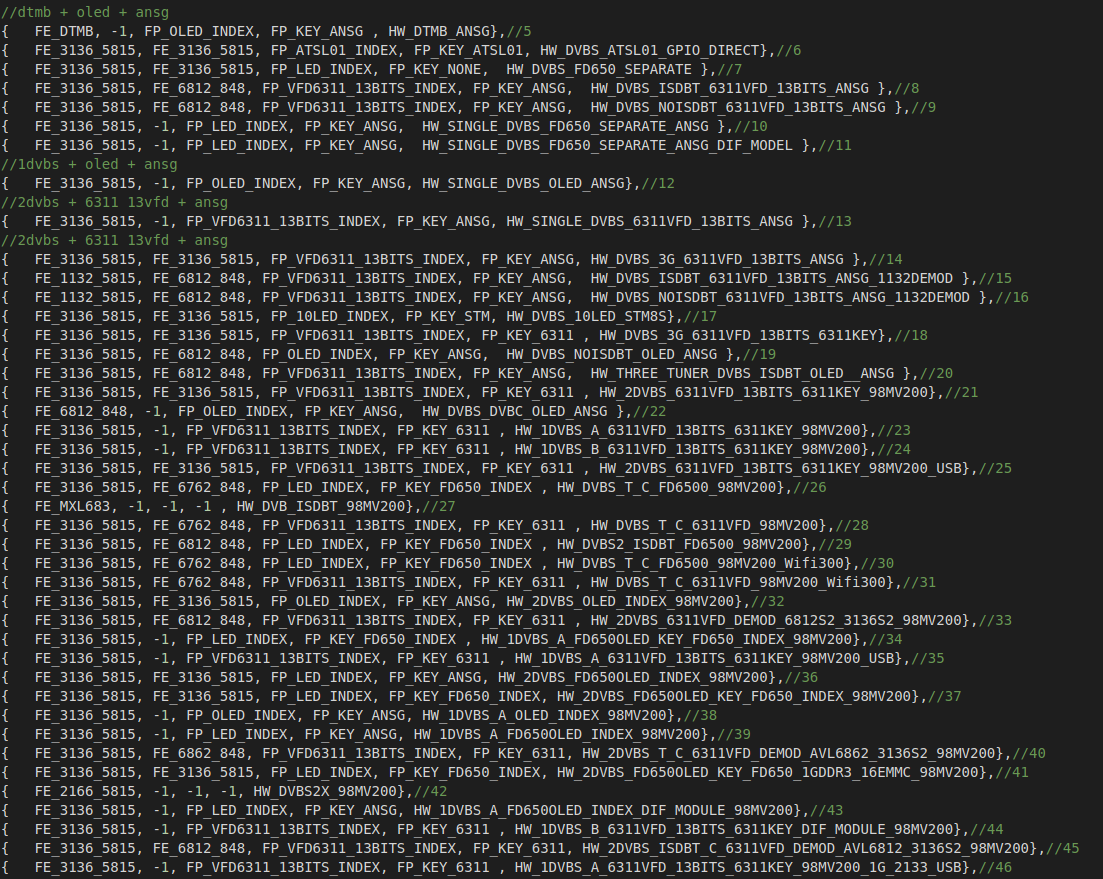 //dtmb + oled + ansg
{   FE_DTMB, -1, FP_OLED_INDEX, FP_KEY_ANSG , HW_DTMB_ANSG},//5
{   FE_3136_5815, FE_3136_5815, FP_ATSL01_INDEX, FP_KEY_ATSL01, HW_DVBS_ATSL01_GPIO_DIRECT},//6
{   FE_3136_5815, FE_3136_5815, FP_LED_INDEX, FP_KEY_NONE,  HW_DVBS_FD650_SEPARATE },//7
{   FE_3136_5815, FE_6812_848, FP_VFD6311_13BITS_INDEX, FP_KEY_ANSG,  HW_DVBS_ISDBT_6311VFD_13BITS_ANSG },//8
{   FE_3136_5815, FE_6812_848, FP_VFD6311_13BITS_INDEX, FP_KEY_ANSG,  HW_DVBS_NOISDBT_6311VFD_13BITS_ANSG },//9
{   FE_3136_5815, -1, FP_LED_INDEX, FP_KEY_ANSG,  HW_SINGLE_DVBS_FD650_SEPARATE_ANSG },//10
{   FE_3136_5815, -1, FP_LED_INDEX, FP_KEY_ANSG,  HW_SINGLE_DVBS_FD650_SEPARATE_ANSG_DIF_MODEL },//11
//1dvbs + oled + ansg
{   FE_3136_5815, -1, FP_OLED_INDEX, FP_KEY_ANSG, HW_SINGLE_DVBS_OLED_ANSG},//12
//2dvbs + 6311 13vfd + ansg
{   FE_3136_5815, -1, FP_VFD6311_13BITS_INDEX, FP_KEY_ANSG, HW_SINGLE_DVBS_6311VFD_13BITS_ANSG },//13
//2dvbs + 6311 13vfd + ansg
{   FE_3136_5815, FE_3136_5815, FP_VFD6311_13BITS_INDEX, FP_KEY_ANSG, HW_DVBS_3G_6311VFD_13BITS_ANSG },//14
{   FE_1132_5815, FE_6812_848, FP_VFD6311_13BITS_INDEX, FP_KEY_ANSG,  HW_DVBS_ISDBT_6311VFD_13BITS_ANSG_1132DEMOD },//15
{   FE_1132_5815, FE_6812_848, FP_VFD6311_13BITS_INDEX, FP_KEY_ANSG,  HW_DVBS_NOISDBT_6311VFD_13BITS_ANSG_1132DEMOD },//16
{   FE_3136_5815, FE_3136_5815, FP_10LED_INDEX, FP_KEY_STM, HW_DVBS_10LED_STM8S},//17
{   FE_3136_5815, FE_3136_5815, FP_VFD6311_13BITS_INDEX, FP_KEY_6311 , HW_DVBS_3G_6311VFD_13BITS_6311KEY},//18
{   FE_3136_5815, FE_6812_848, FP_OLED_INDEX, FP_KEY_ANSG,  HW_DVBS_NOISDBT_OLED_ANSG },//19
{   FE_3136_5815, FE_6812_848, FP_VFD6311_13BITS_INDEX, FP_KEY_ANSG,  HW_THREE_TUNER_DVBS_ISDBT_OLED__ANSG },//20
{   FE_3136_5815, FE_3136_5815, FP_VFD6311_13BITS_INDEX, FP_KEY_6311 , HW_2DVBS_6311VFD_13BITS_6311KEY_98MV200},//21
{   FE_6812_848, -1, FP_OLED_INDEX, FP_KEY_ANSG,  HW_DVBS_DVBC_OLED_ANSG },//22
{   FE_3136_5815, -1, FP_VFD6311_13BITS_INDEX, FP_KEY_6311 , HW_1DVBS_A_6311VFD_13BITS_6311KEY_98MV200},//23
{   FE_3136_5815, -1, FP_VFD6311_13BITS_INDEX, FP_KEY_6311 , HW_1DVBS_B_6311VFD_13BITS_6311KEY_98MV200},//24
{   FE_3136_5815, FE_3136_5815, FP_VFD6311_13BITS_INDEX, FP_KEY_6311 , HW_2DVBS_6311VFD_13BITS_6311KEY_98MV200_USB},//25
{   FE_3136_5815, FE_6762_848, FP_LED_INDEX, FP_KEY_FD650_INDEX , HW_DVBS_T_C_FD6500_98MV200},//26
{   FE_MXL683, -1, -1, -1 , HW_DVB_ISDBT_98MV200},//27
{   FE_3136_5815, FE_6762_848, FP_VFD6311_13BITS_INDEX, FP_KEY_6311 , HW_DVBS_T_C_6311VFD_98MV200},//28
{   FE_3136_5815, FE_6812_848, FP_LED_INDEX, FP_KEY_FD650_INDEX , HW_DVBS2_ISDBT_FD6500_98MV200},//29
{   FE_3136_5815, FE_6762_848, FP_LED_INDEX, FP_KEY_FD650_INDEX , HW_DVBS_T_C_FD6500_98MV200_Wifi300},//30
{   FE_3136_5815, FE_6762_848, FP_VFD6311_13BITS_INDEX, FP_KEY_6311 , HW_DVBS_T_C_6311VFD_98MV200_Wifi300},//31
{   FE_3136_5815, FE_3136_5815, FP_OLED_INDEX, FP_KEY_ANSG, HW_2DVBS_OLED_INDEX_98MV200},//32
{   FE_3136_5815, FE_6812_848, FP_VFD6311_13BITS_INDEX, FP_KEY_6311 , HW_2DVBS_6311VFD_DEMOD_6812S2_3136S2_98MV200},//33
{   FE_3136_5815, -1, FP_LED_INDEX, FP_KEY_FD650_INDEX , HW_1DVBS_A_FD650OLED_KEY_FD650_INDEX_98MV200},//34
{   FE_3136_5815, -1, FP_VFD6311_13BITS_INDEX, FP_KEY_6311 , HW_1DVBS_A_6311VFD_13BITS_6311KEY_98MV200_USB},//35
{   FE_3136_5815, FE_3136_5815, FP_LED_INDEX, FP_KEY_ANSG, HW_2DVBS_FD650OLED_INDEX_98MV200},//36
{   FE_3136_5815, FE_3136_5815, FP_LED_INDEX, FP_KEY_FD650_INDEX, HW_2DVBS_FD650OLED_KEY_FD650_INDEX_98MV200},//37
{   FE_3136_5815, -1, FP_OLED_INDEX, FP_KEY_ANSG, HW_1DVBS_A_OLED_INDEX_98MV200},//38
{   FE_3136_5815, -1, FP_LED_INDEX, FP_KEY_ANSG, HW_1DVBS_A_FD650OLED_INDEX_98MV200},//39
{   FE_3136_5815, FE_6862_848, FP_VFD6311_13BITS_INDEX, FP_KEY_6311, HW_2DVBS_T_C_6311VFD_DEMOD_AVL6862_3136S2_98MV200},//40
{   FE_3136_5815, FE_3136_5815, FP_LED_INDEX, FP_KEY_FD650_INDEX, HW_2DVBS_FD650OLED_KEY_FD650_1GDDR3_16EMMC_98MV200},//41
{   FE_2166_5815, -1, -1, -1, HW_DVBS2X_98MV200},//42
{   FE_3136_5815, -1, FP_LED_INDEX, FP_KEY_ANSG, HW_1DVBS_A_FD650OLED_INDEX_DIF_MODULE_98MV200},//43
{   FE_3136_5815, -1, FP_VFD6311_13BITS_INDEX, FP_KEY_6311 , HW_1DVBS_B_6311VFD_13BITS_6311KEY_DIF_MODULE_98MV200},//44
{   FE_3136_5815, FE_6812_848, FP_VFD6311_13BITS_INDEX, FP_KEY_6311, HW_2DVBS_ISDBT_C_6311VFD_DEMOD_AVL6812_3136S2_98MV200},//45
{   FE_3136_5815, -1, FP_VFD6311_13BITS_INDEX, FP_KEY_6311 , HW_1DVBS_A_6311VFD_13BITS_6311KEY_98MV200_1G_2133_USB},//46